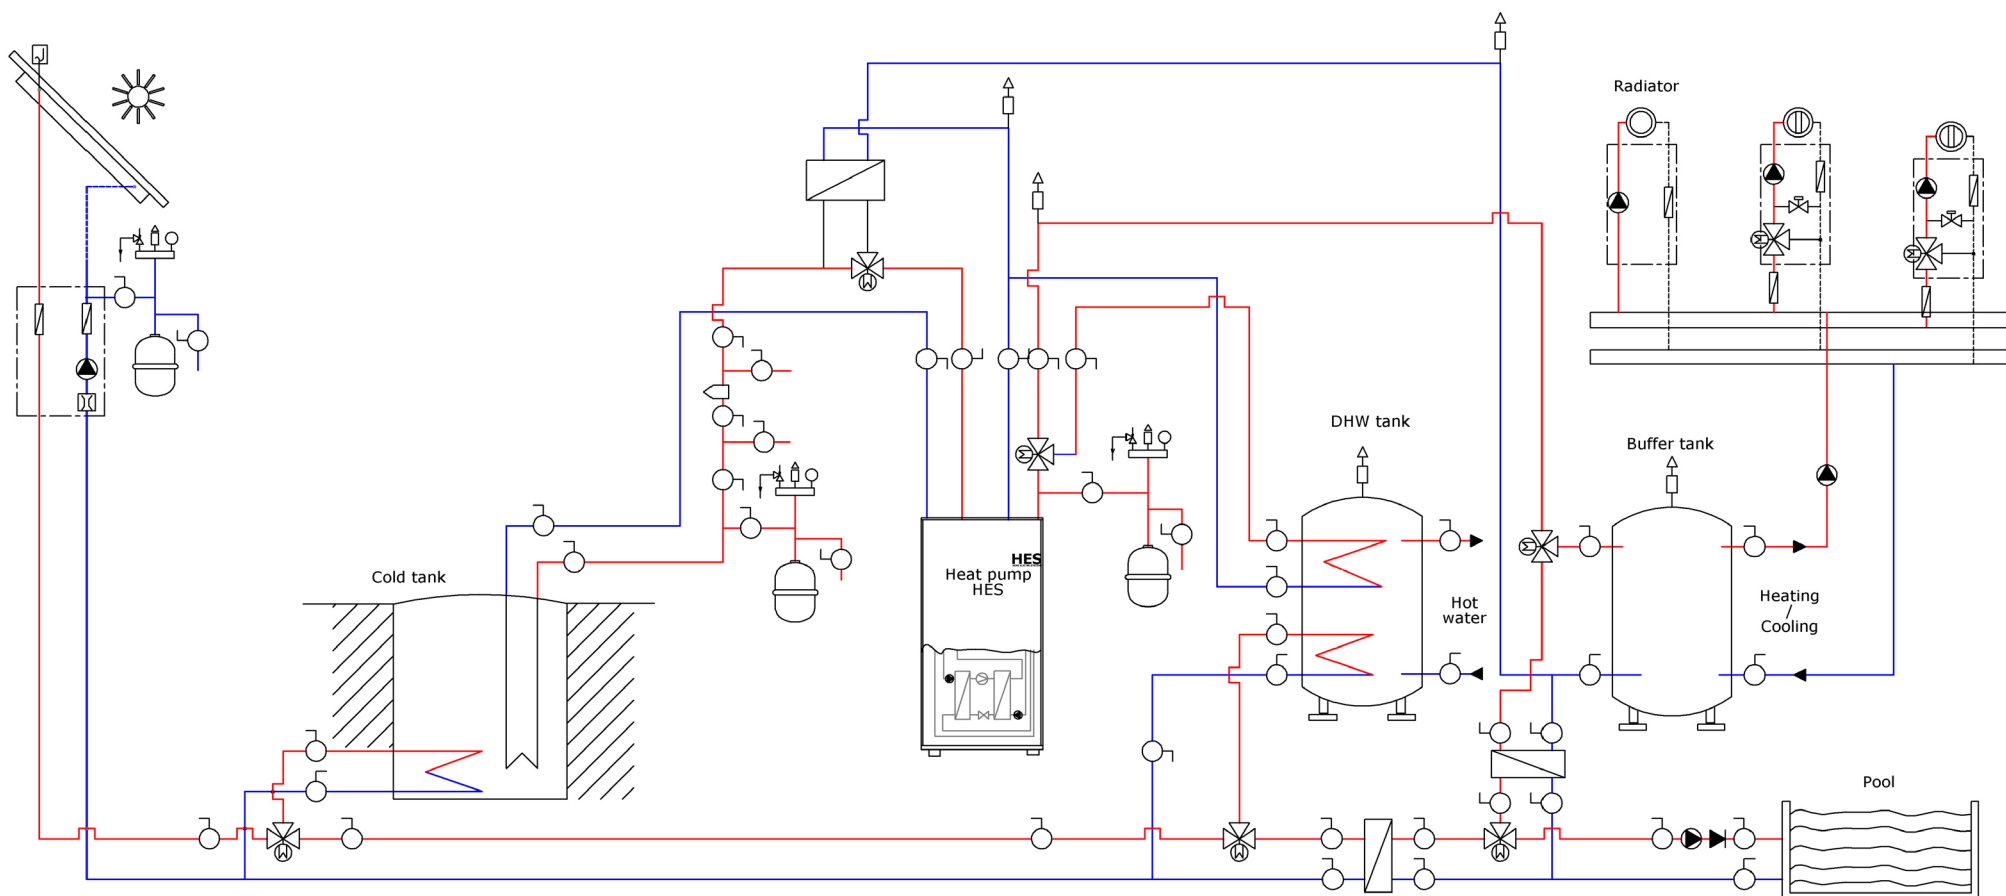 Radiator
DHW tank
Buffer tank
HES
Heat pump
HES
Cold tank
Hot
water
Heating
/
Cooling
Pool